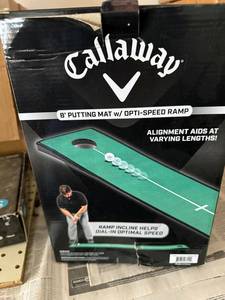 Callaway
8' PUTTING MAT W/ OPTI-SPEED RAMP
ALIGNMENT AIDS AT
VARYING LENGTHS!
RAMP INCLINE HELPS
DIAL-IN OPTIMAL SPEED